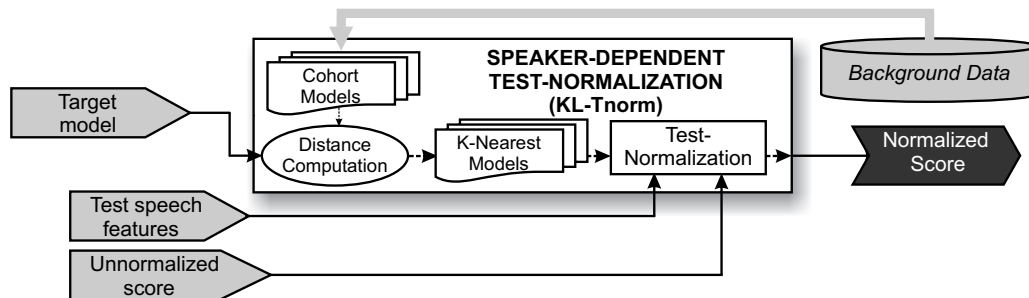 SPEAKER-DEPENDENT
TEST-NORMALIZATION
(KL-Tnorm)
Background Data
Cohort
Models
Target
model
Distance
Computation
K-Nearest
Models
Test-
Normalization
Normalized
Score
Test speech
features
Unnormalized
score